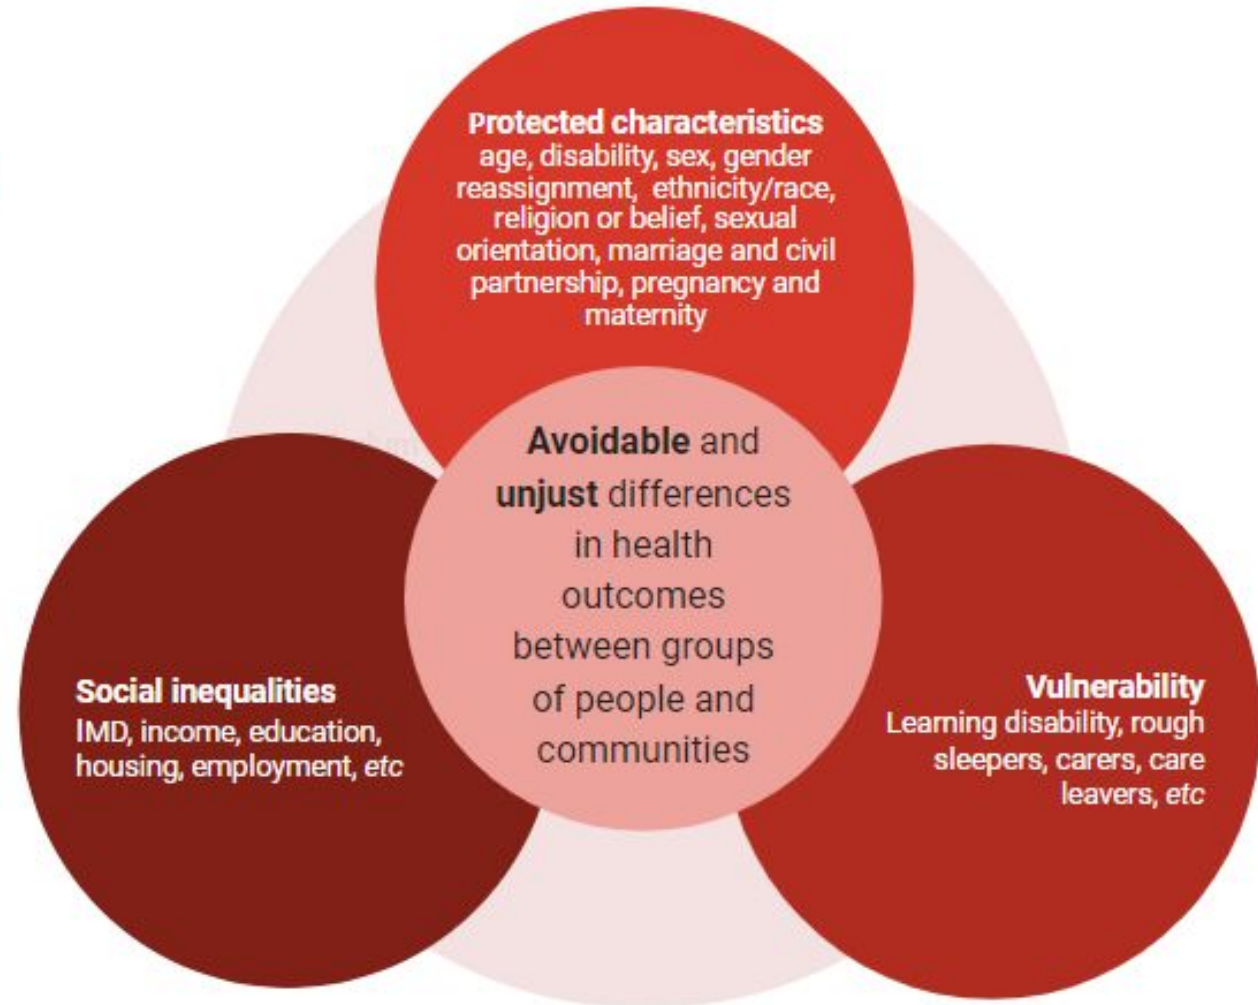 Protected characteristics
age, disability, sex, gender
reassignment, ethnicity/race,
religion or belief, sexual
orientation, marriage and civil
partnership, pregnancy and
maternity
Avoidable and
unjust differences
in health
outcomes
between groups
of people and
communities
Social inequalities
IMD, income, education,
housing, employment, etc
Vulnerability
Learning disability, rough
sleepers, carers, care
leavers, etc